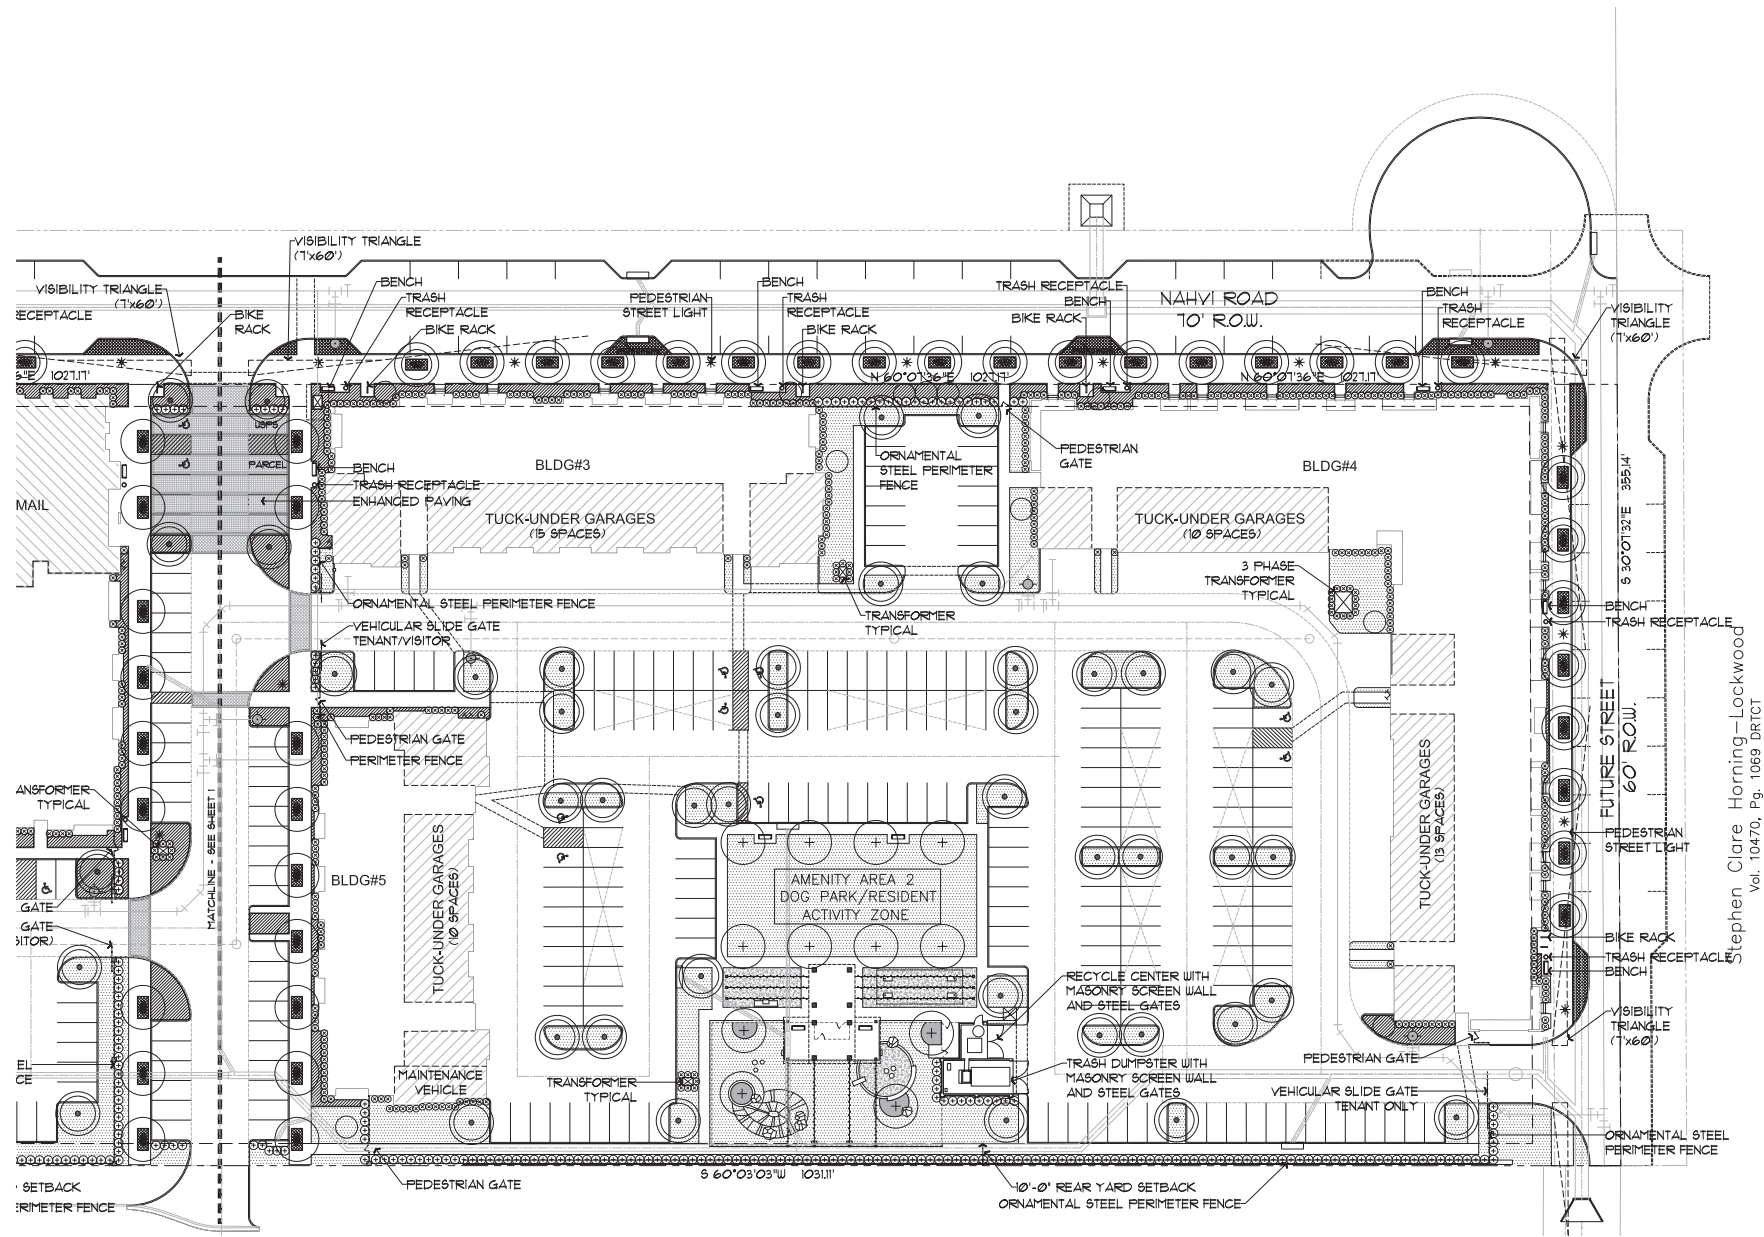 VISIBILITY TRIANGLE
(7'x60')
VISIBILITY TRIANGLE
(7'x60')
RECEPTACLE
BIKE
RACK
BENCH
TRASH
RECEPTACLE
BIKE RACK
PEDESTRIAN
STREET LIGHT
BENCH
TRASH
RECEPTACLE
BIKE RACK
TRASH RECEPTACLE
BENCH
BIKE RACK
NAHVI ROAD
70' R.O.W.
BENCH
TRASH
RECEPTACLE
VISIBILITY
TRIANGLE
(7'x60')
"E 1027.17'
N 60°07'36"E 1027.17'
N 60°07'36"E 1027.17'
USPS
PARCEL
MAIL
BENCH
TRASH RECEPTACLE
ENHANCED PAVING
BLDG#3
TUCK-UNDER GARAGES
(15 SPACES)
ORNAMENTAL
STEEL PERIMETER
FENCE
PEDESTRIAN
GATE
BLDG#4
TUCK-UNDER GARAGES
(10 SPACES)
S 30°07'32"E 355.14'
3 PHASE
TRANSFORMER
TYPICAL
ORNAMENTAL STEEL PERIMETER FENCE
VEHICULAR SLIDE GATE
TENANT/VISITOR
TRANSFORMER
TYPICAL
BENCH
TRASH RECEPTACLE
FUTURE STREET
60' R.O.W.
Stephen Clare Horning-Lockwood
Vol. 10470, Pg. 1069 DRTCT
PEDESTRIAN GATE
PERIMETER FENCE
ANSFORMER
TYPICAL
MATCHLINE - SEE SHEET 1
BLDG#5
TUCK-UNDER GARAGES
(10 SPACES)
TUCK-UNDER GARAGES
(13 SPACES)
PEDESTRIAN
STREET LIGHT
AMENITY AREA 2
DOG PARK/RESIDENT
ACTIVITY ZONE
GATE
GATE
SITOR)
BIKE RACK
TRASH RECEPTACLE
BENCH
RECYCLE CENTER WITH
MASONRY SCREEN WALL
AND STEEL GATES
VISIBILITY
TRIANGLE
(7'x60')
PEDESTRIAN GATE
TRASH DUMPSTER WITH
MASONRY SCREEN WALL
AND STEEL GATES
EL
CE
MAINTENANCE
VEHICLE
TRANSFORMER
TYPICAL
VEHICULAR SLIDE GATE
TENANT ONLY
ORNAMENTAL STEEL
PERIMETER FENCE
S 60°03'03"W 1031.11'
PEDESTRIAN GATE
10'-0" REAR YARD SETBACK
ORNAMENTAL STEEL PERIMETER FENCE
SETBACK
ERIMETER FENCE